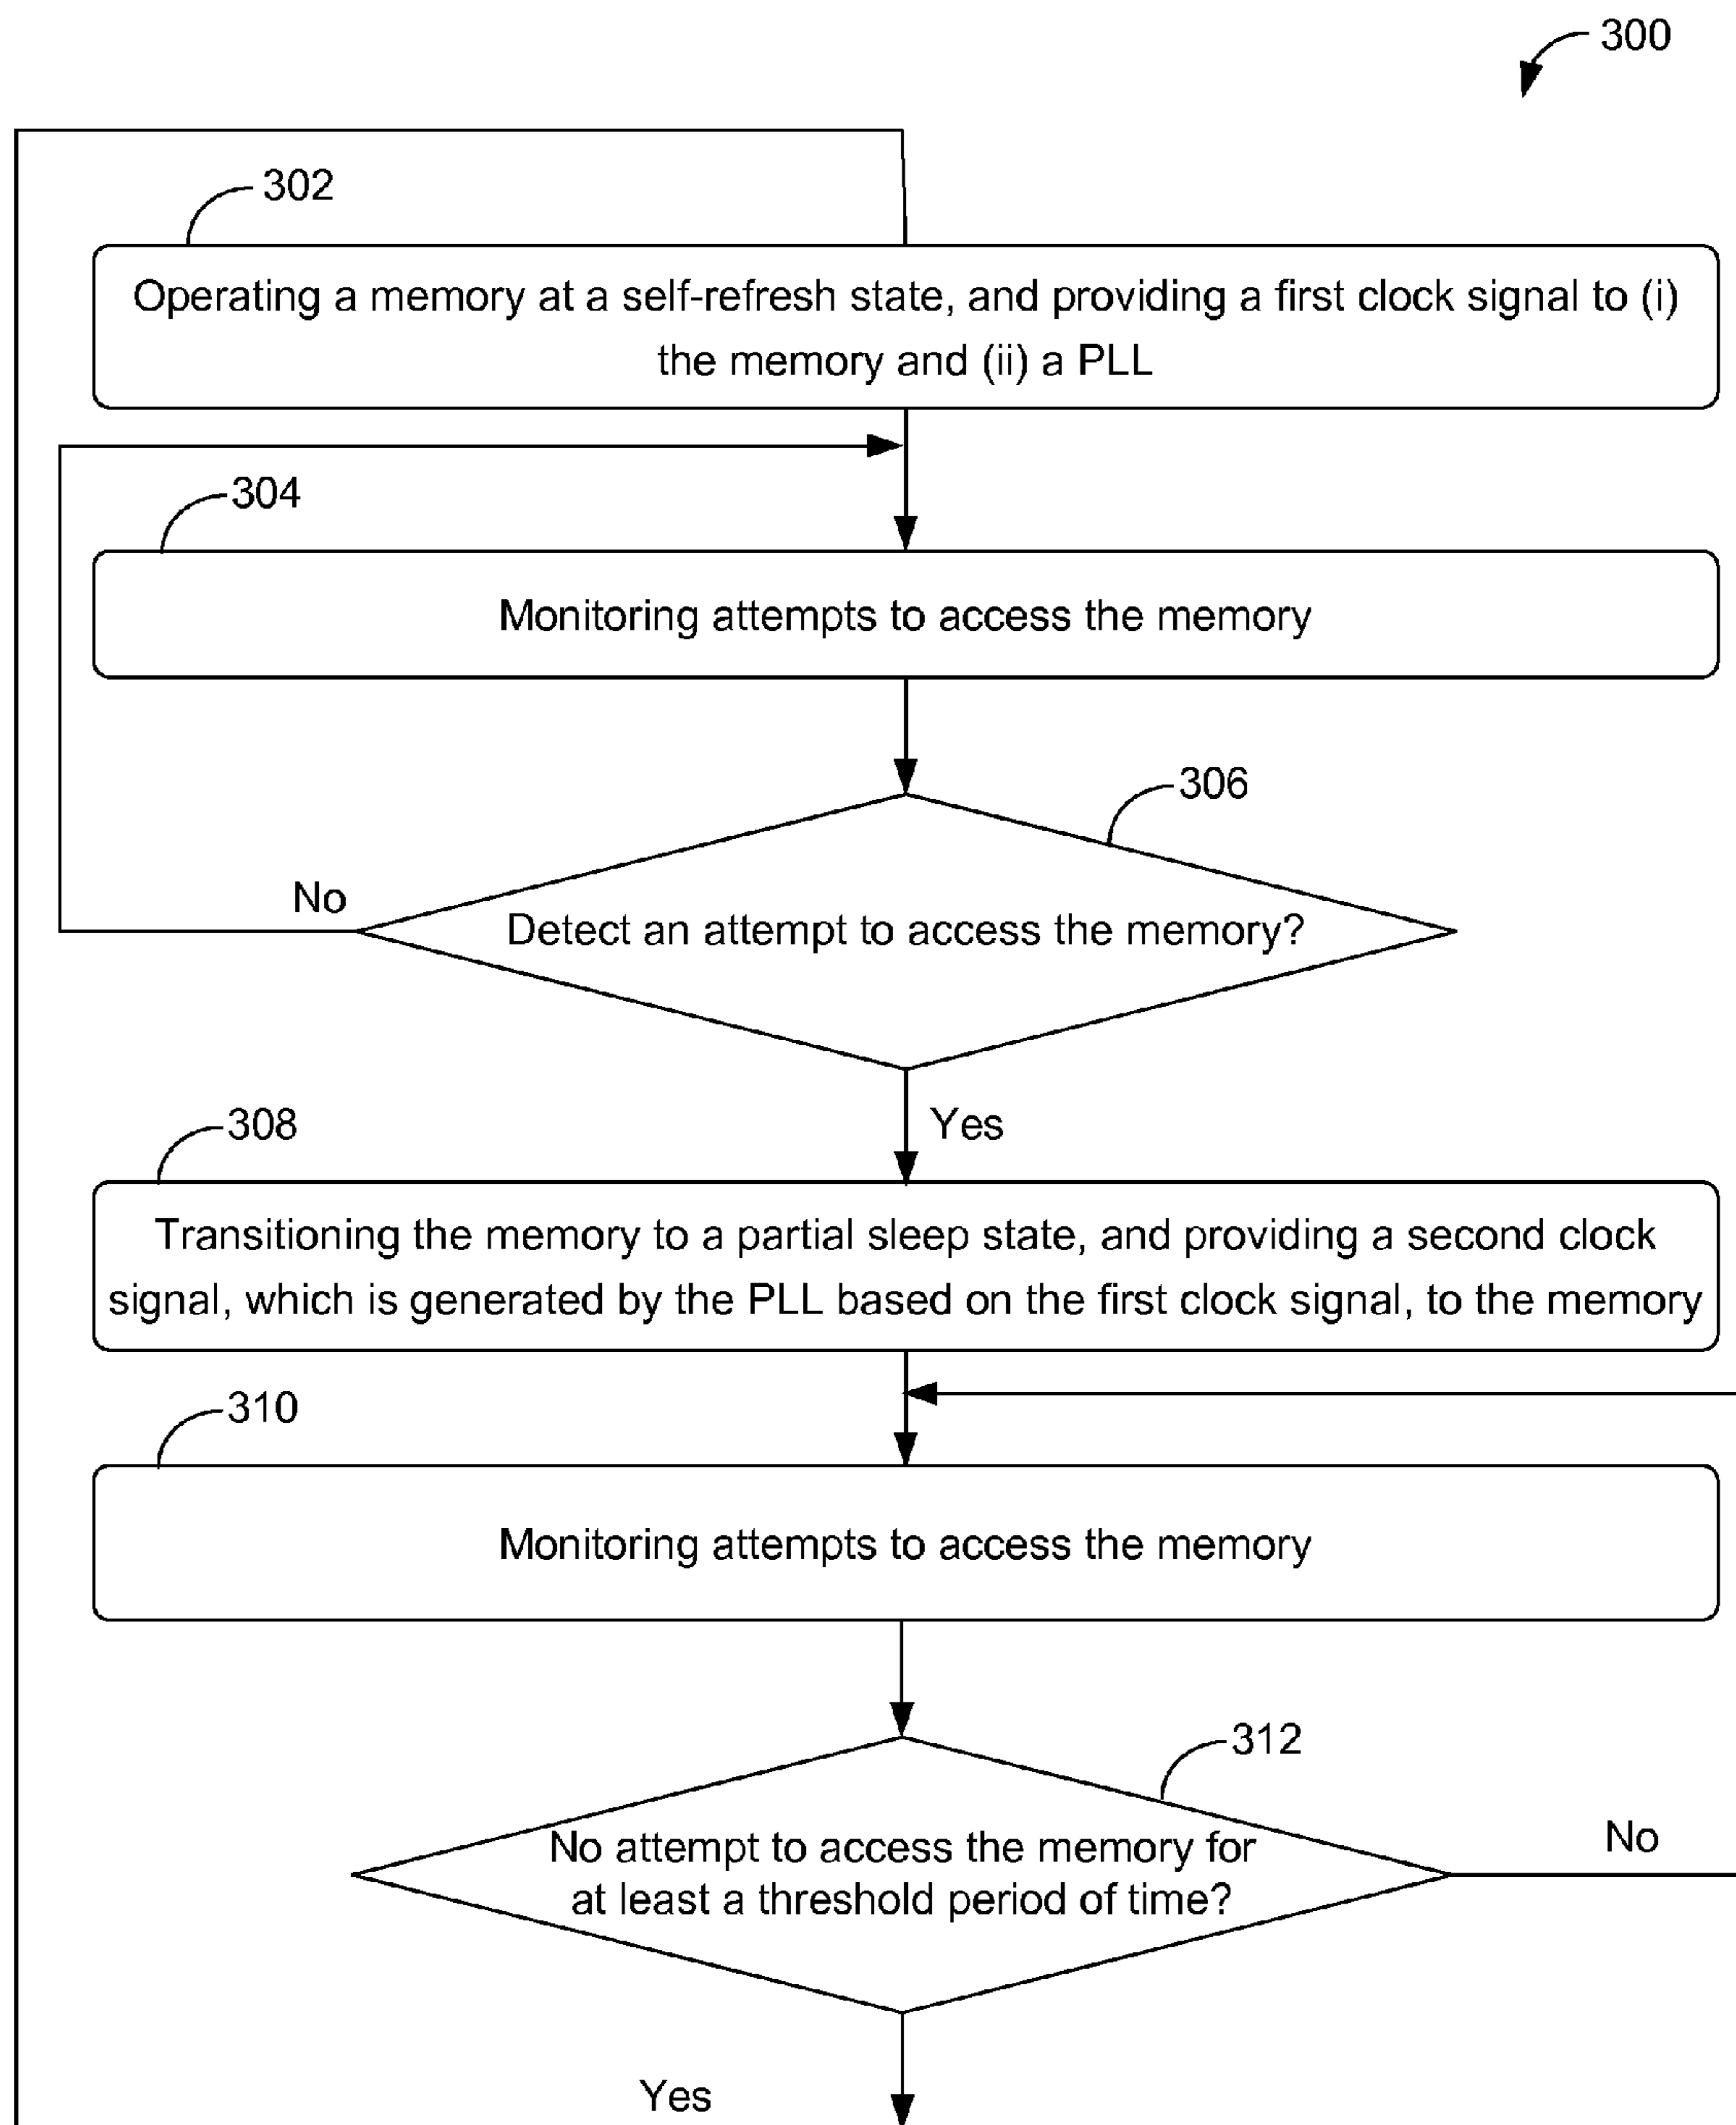 300
302
Operating a memory at a self-refresh state, and providing a first clock signal to (i)
the memory and (ii) a PLL
304
Monitoring attempts to access the memory
306
No
Detect an attempt to access the memory?
308
Yes
Transitioning the memory to a partial sleep state, and providing a second clock
signal, which is generated by the PLL based on the first clock signal, to the memory
310
Monitoring attempts to access the memory
312
No
No attempt to access the memory for
at least a threshold period of time?
Yes